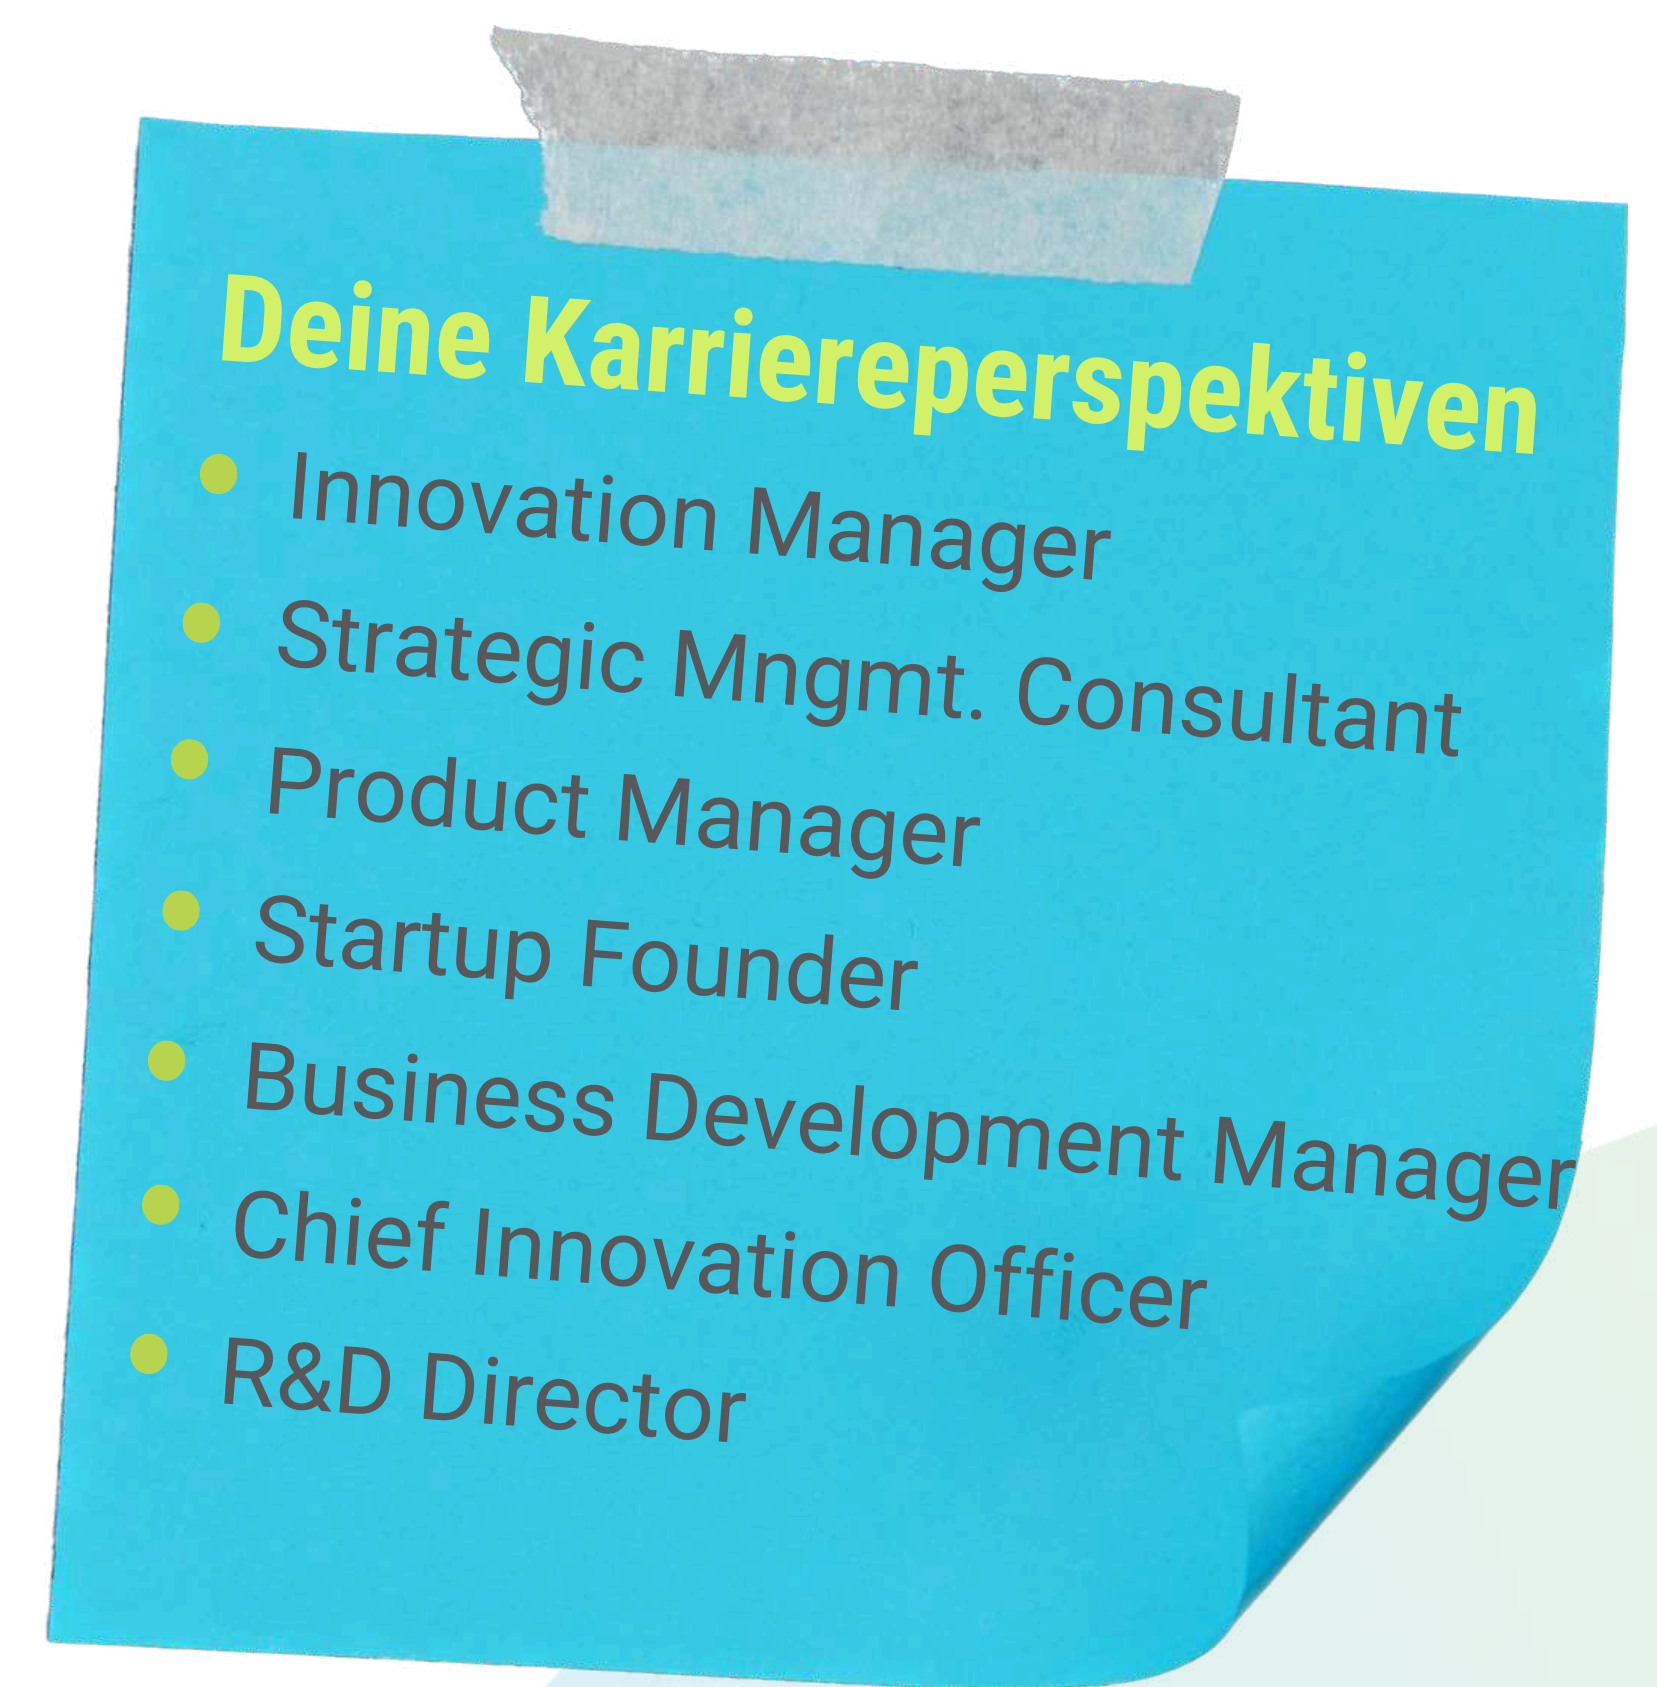 Deine Karriereperspektiven
Innovation Manager
Strategic Mngmt. Consultant
Product Manager
Startup Founder
Business Development Manager
Chief Innovation Officer
R&D Director